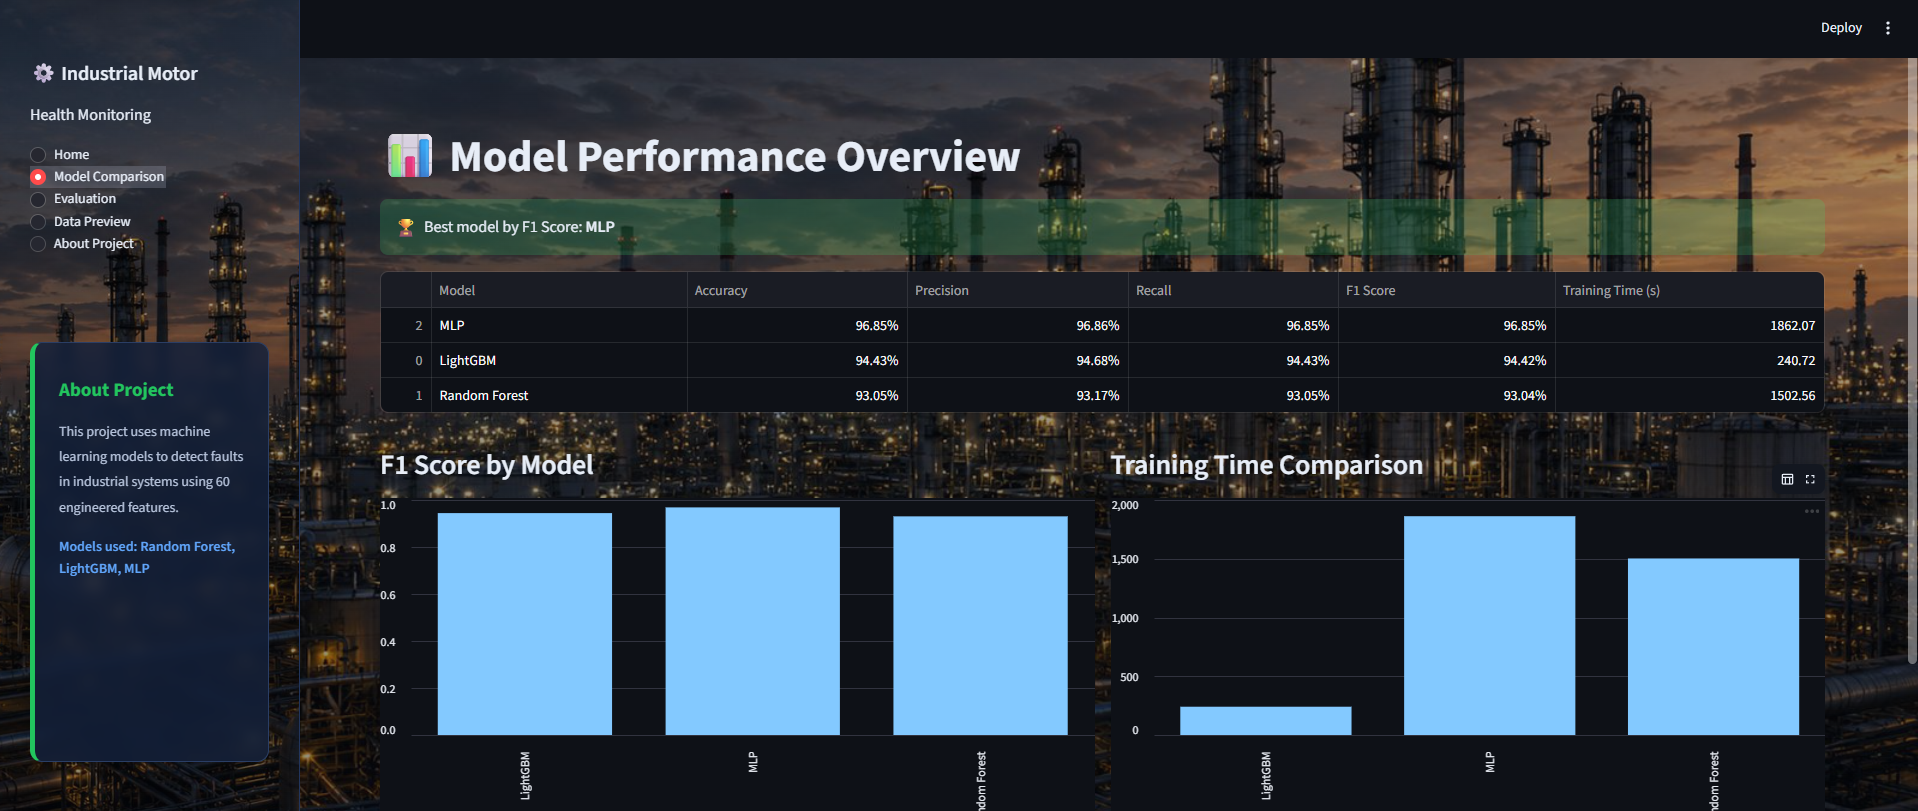 Deploy
Industrial Motor
Health Monitoring
Home
Model Comparison
Evaluation
Data Preview
About Project
About Project
This project uses machine
learning models to detect faults
in industrial systems using 60
engineered features.
Models used: Random Forest,
LightGBM, MLP
Model Performance Overview
Best model by F1 Score: MLP
Model Accuracy Precision Recall F1 Score Training Time (s)
2 MLP 96.85% 96.86% 96.85% 96.85% 1862.07
0 LightGBM 94.43% 94.68% 94.43% 94.42% 240.72
1 Random Forest 93.05% 93.17% 93.05% 93.04% 1502.56
F1 Score by Model
1.0
0.8
0.6
0.4
0.2
0.0
LightGBM
MLP
ndom Forest
Training Time Comparison
2,000
1,500
1,000
500
0
LightGBM
MLP
ndom Forest